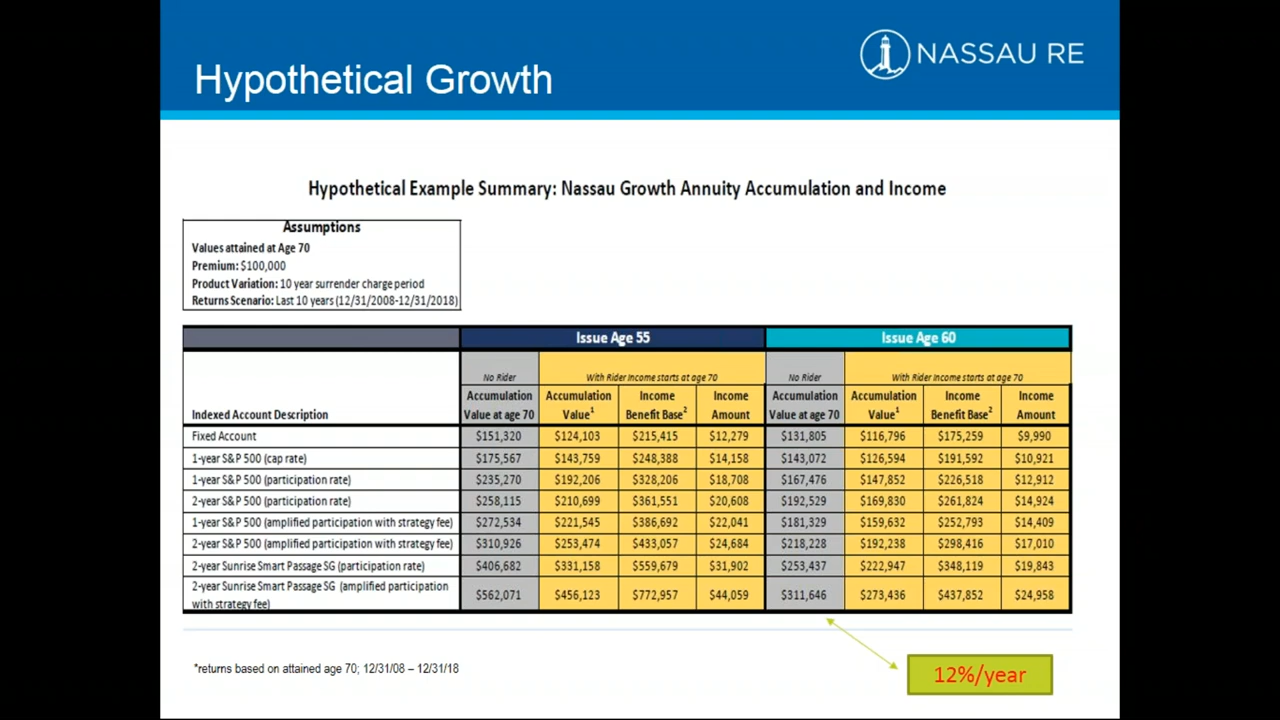 Hypothetical Growth
NASSAU RE
Hypothetical Example Summary: Nassau Growth Annuity Accumulation and Income
Assumptions
Values attained at Age 70
Premium: $100,000
Product Variation: 10 year surrender charge period
Returns Scenario: Last 10 years (12/31/2008-12/31/2018)
Issue Age 55 Issue Age 60
No Rider With Rider Income starts at age 70 No Rider With Rider Income starts at age 70
Accumulation Accumulation Income Income Accumulation Accumulation Income Income
Indexed Account Description Value at age 70 Value¹ Benefit Base² Amount Value at age 70 Value¹ Benefit Base² Amount
Fixed Account $151,320 $124,103 $215,415 $12,279 $131,805 $116,796 $175,259 $9,990
1-year S&P 500 (cap rate) $175,567 $143,759 $248,388 $14,158 $143,072 $126,594 $191,592 $10,921
1-year S&P 500 (participation rate) $235,270 $192,206 $328,206 $18,708 $167,476 $147,852 $226,518 $12,912
2-year S&P 500 (participation rate) $258,115 $210,699 $361,551 $20,608 $192,529 $169,830 $261,824 $14,924
1-year S&P 500 (amplified participation with strategy fee) $272,534 $221,545 $386,692 $22,041 $181,329 $159,632 $252,793 $14,409
2-year S&P 500 (amplified participation with strategy fee) $310,926 $253,474 $433,057 $24,684 $218,228 $192,238 $298,416 $17,010
2-year Sunrise Smart Passage SG (participation rate) $406,682 $331,158 $559,679 $31,902 $253,437 $222,947 $348,119 $19,843
2-year Sunrise Smart Passage SG (amplified participation
with strategy fee) $562,071 $456,123 $772,957 $44,059 $311,646 $273,436 $437,852 $24,958
*returns based on attained age 70; 12/31/08 – 12/31/18
12%/year